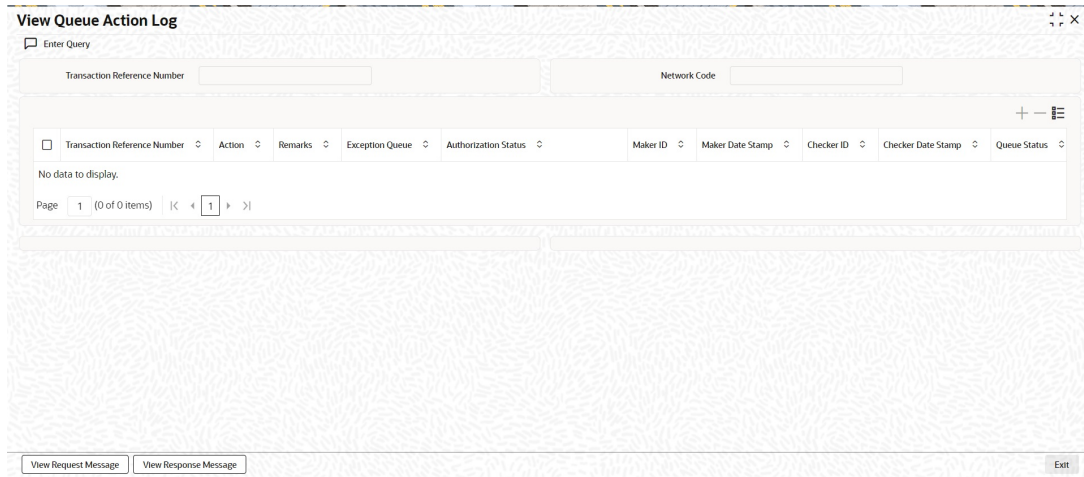 View Queue Action Log
Enter Query
Transaction Reference Number
Network Code
Transaction Reference Number Action Remarks Exception Queue Authorization Status Maker ID Maker Date Stamp Checker ID Checker Date Stamp Queue Status
No data to display.
Page 1 (0 of 0 items) 1
View Request Message View Response Message Exit